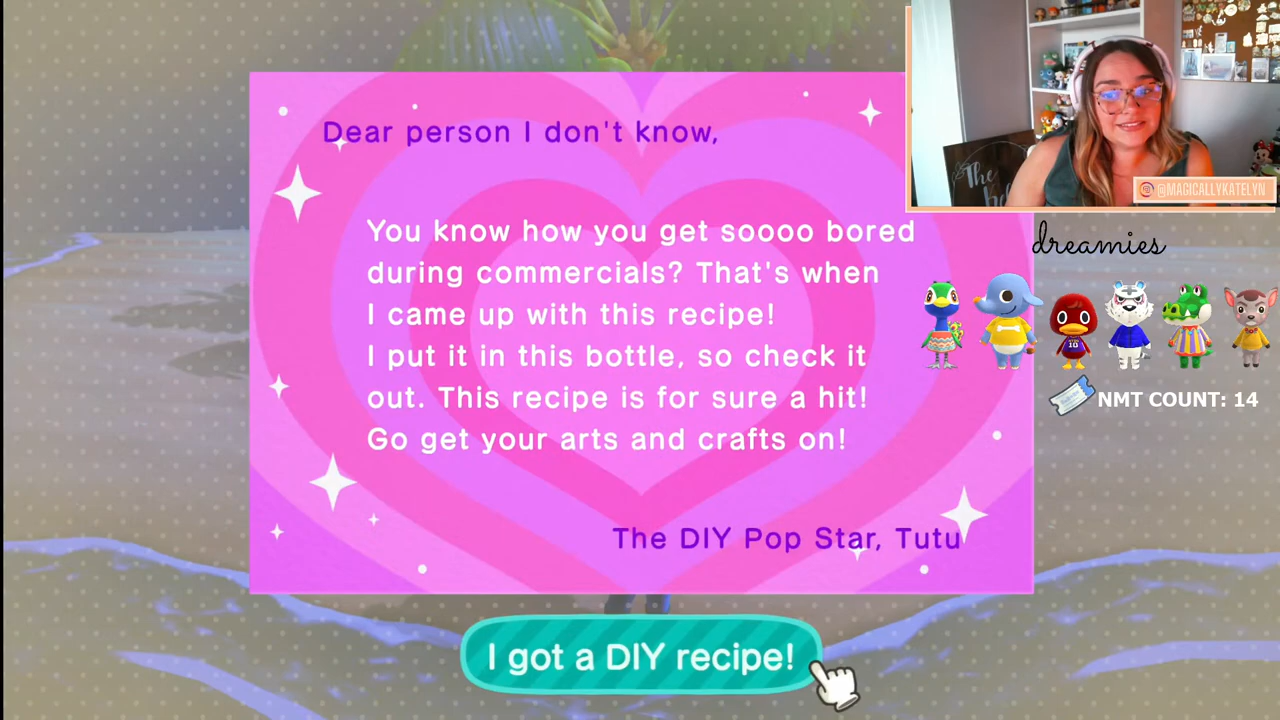 Dear person I don't know,
You know how you get soooo bored
during commercials? That's when
I came up with this recipe!
I put it in this bottle, so check it
out. This recipe is for sure a hit!
Go get your arts and crafts on!
The DIY Pop Star, Tutu
I got a DIY recipe!
The
@MAGICALLYKATELYN
dreamies
10
NMT COUNT: 14